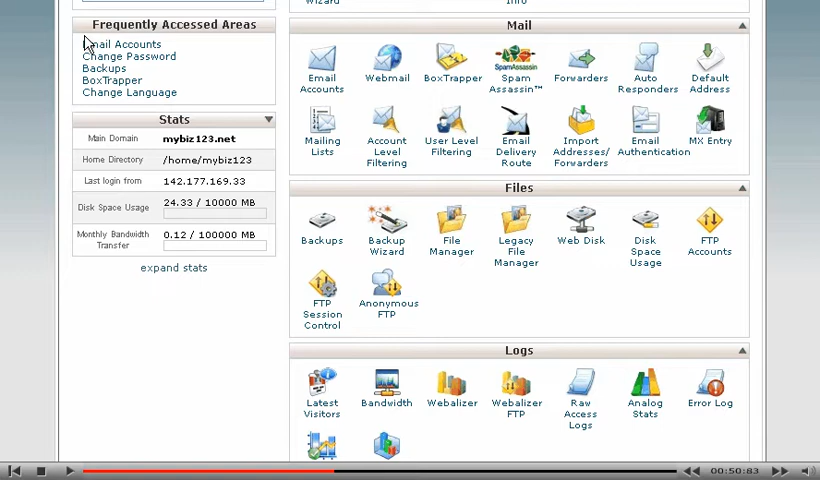 Wizard
Info
Frequently Accessed Areas
Email Accounts
Change Password
Backups
BoxTrapper
Change Language
Stats
Main Domain mybiz123.net
Home Directory /home/mybiz123
Last login from 142.177.169.33
Disk Space Usage 24.33 / 10000 MB
Monthly Bandwidth
Transfer
0.12 / 100000 MB
expand stats
Mail
Email
Accounts
Webmail
BoxTrapper
Spam
Assassin™
Forwarders
Auto
Responders
Default
Address
Mailing
Lists
Account
Level
Filtering
User Level
Filtering
Email
Delivery
Route
Import
Addresses/
Forwarders
Email
Authentication
MX Entry
Files
Backups
Backup
Wizard
File
Manager
Legacy
File
Manager
Web Disk
Disk
Space
Usage
FTP
Accounts
FTP
Session
Control
Anonymous
FTP
Logs
Latest
Visitors
Bandwidth
Webalizer
Webalizer
FTP
Raw
Access
Logs
Analog
Stats
Error Log
00:50:83